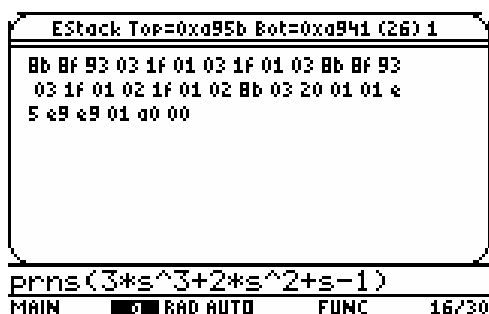 EStack Top=0xa95b Bot=0xa941 (26) 1
8b 8f 93 03 1f 01 03 1f 01 03 8b 8f 93
03 1f 01 02 1f 01 02 8b 03 20 01 01 e
5 e9 e9 01 a0 00
prns(3*s^3+2*s^2+s-1)
MAIN RAD AUTO FUNC 16/30